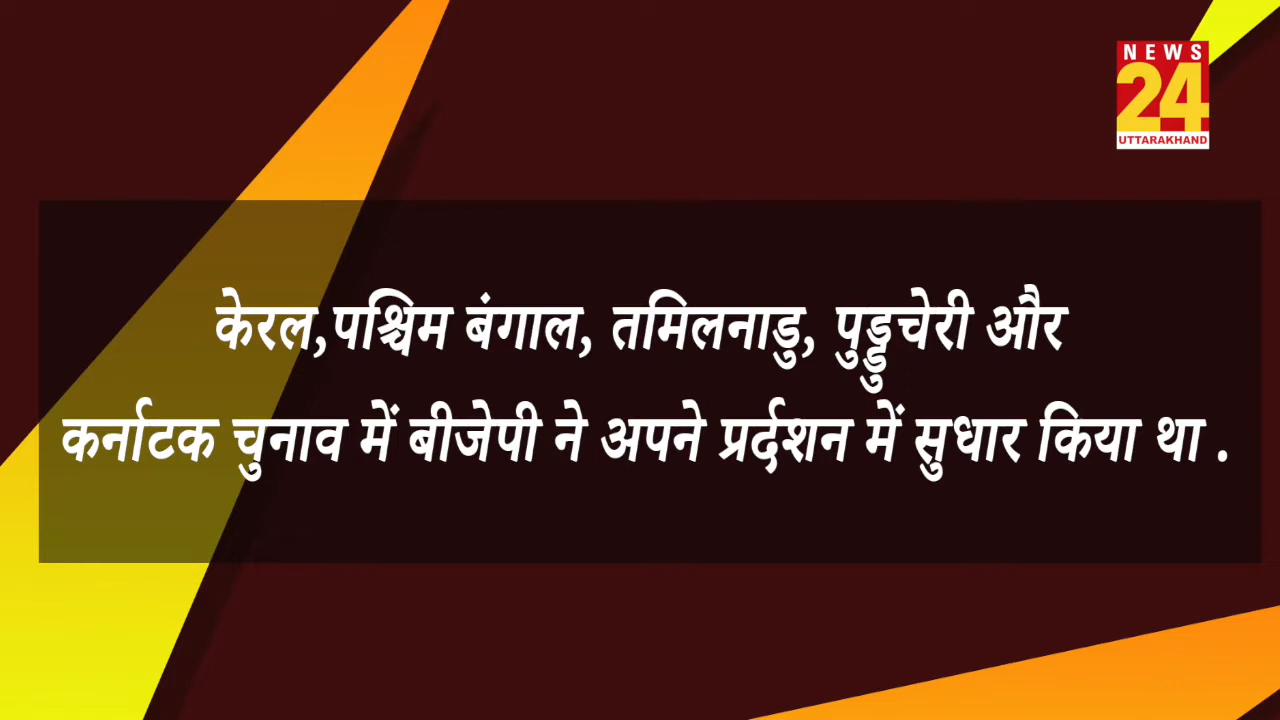 NEWS
24
UTTARAKHAND
केरल,पश्चिम बंगाल, तमिलनाडु, पुड्डुचेरी और
कर्नाटक चुनाव में बीजेपी ने अपने प्रर्दशन में सुधार किया था .